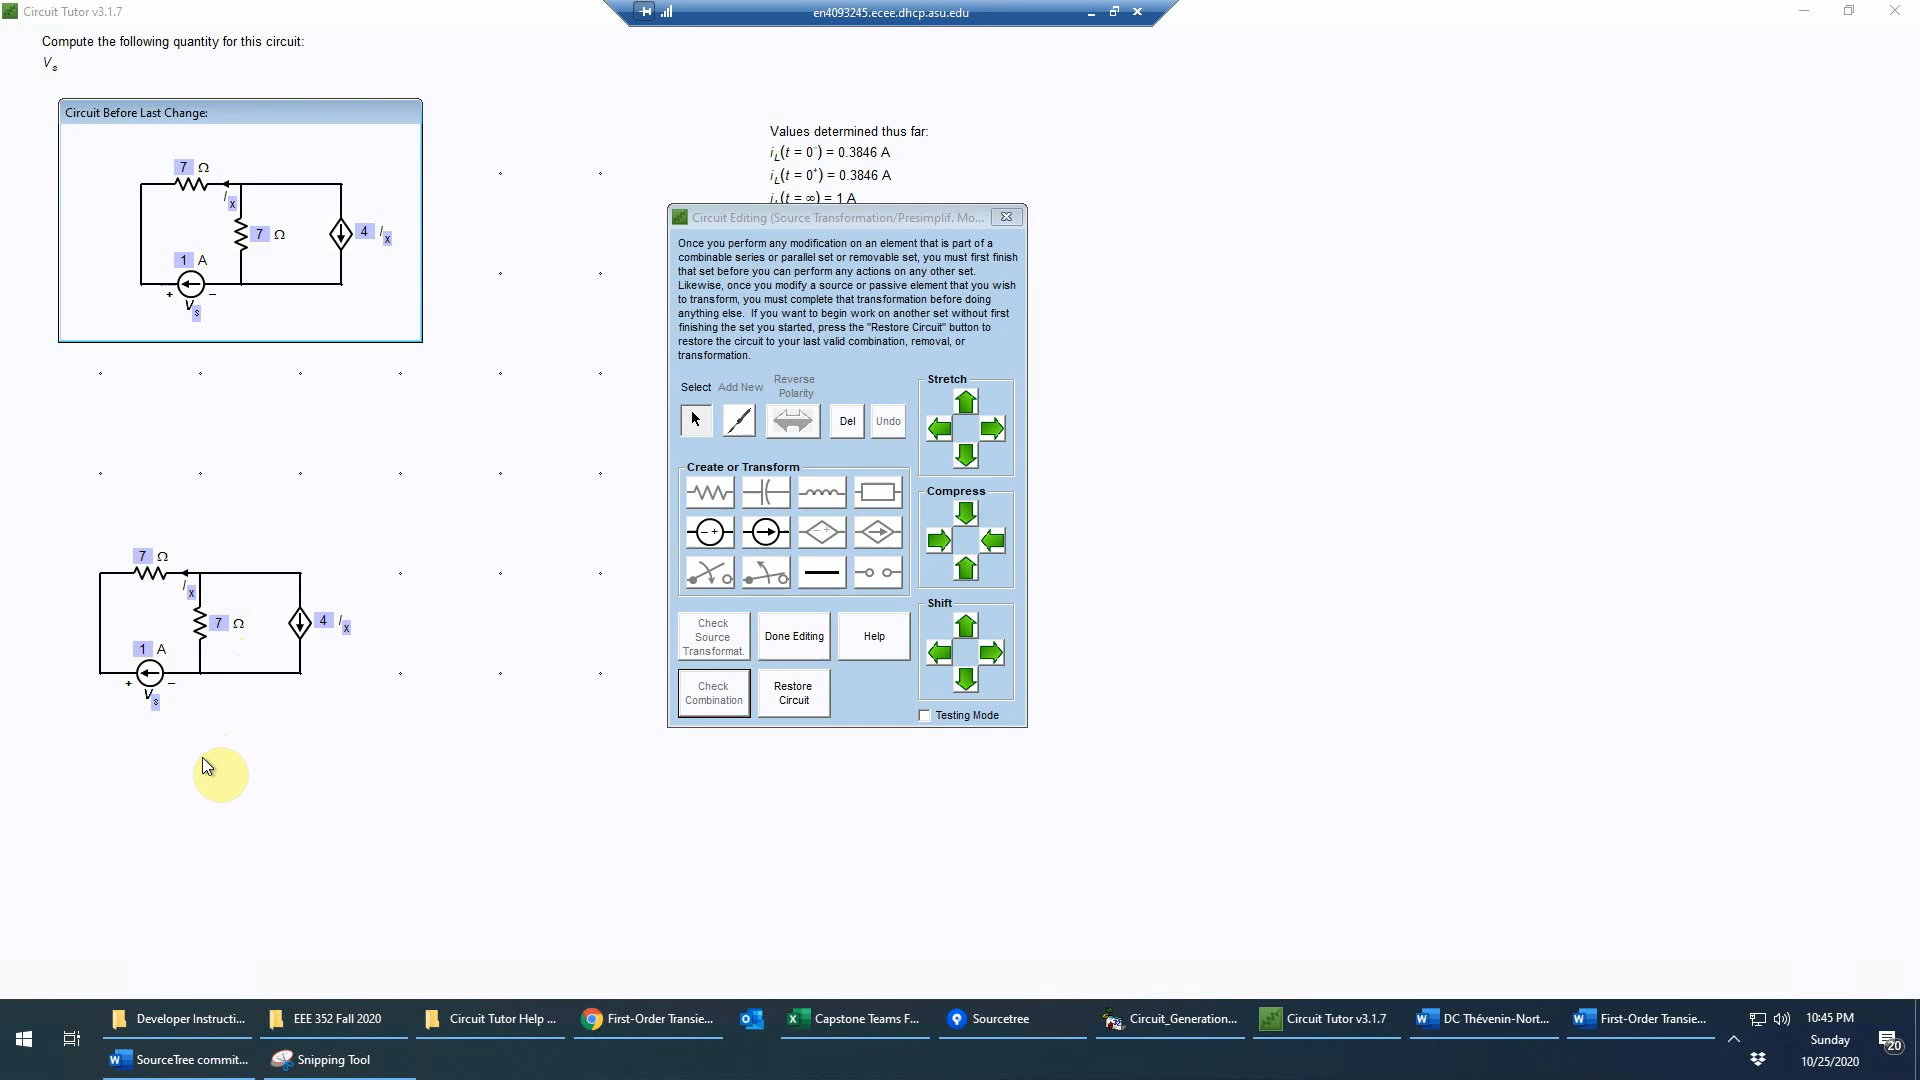 Circuit Tutor v3.1.7
en4093245.ecee.dhcp.asu.edu
Compute the following quantity for this circuit:
Vs
Circuit Before Last Change:
7 Ω
Ix
7 Ω
4 Ix
1 A
+ −
Vs
Values determined thus far:
iL(t = 0⁻) = 0.3846 A
iL(t = 0⁺) = 0.3846 A
iL(t = ∞) = 1 A
Circuit Editing (Source Transformation/Presimplif. Mo...
Once you perform any modification on an element that is part of a
combinable series or parallel set or removable set, you must first finish
that set before you can perform any actions on any other set.
Likewise, once you modify a source or passive element that you wish
to transform, you must complete that transformation before doing
anything else. If you want to begin work on another set without first
finishing the set you started, press the "Restore Circuit" button to
restore the circuit to your last valid combination, removal, or
transformation.
Select
Add New
Reverse
Polarity
Del
Undo
Stretch
Create or Transform
Compress
Shift
Check
Source
Transformat.
Done Editing
Help
Check
Combination
Restore
Circuit
Testing Mode
7 Ω
Ix
7 Ω
4 Ix
1 A
+ −
Vs
Developer Instructi...
EEE 352 Fall 2020
Circuit Tutor Help ...
First-Order Transie...
Capstone Teams F...
Sourcetree
Circuit_Generation...
Circuit Tutor v3.1.7
DC Thévenin-Nort...
First-Order Transie...
SourceTree commit...
Snipping Tool
10:45 PM
Sunday
10/25/2020
20